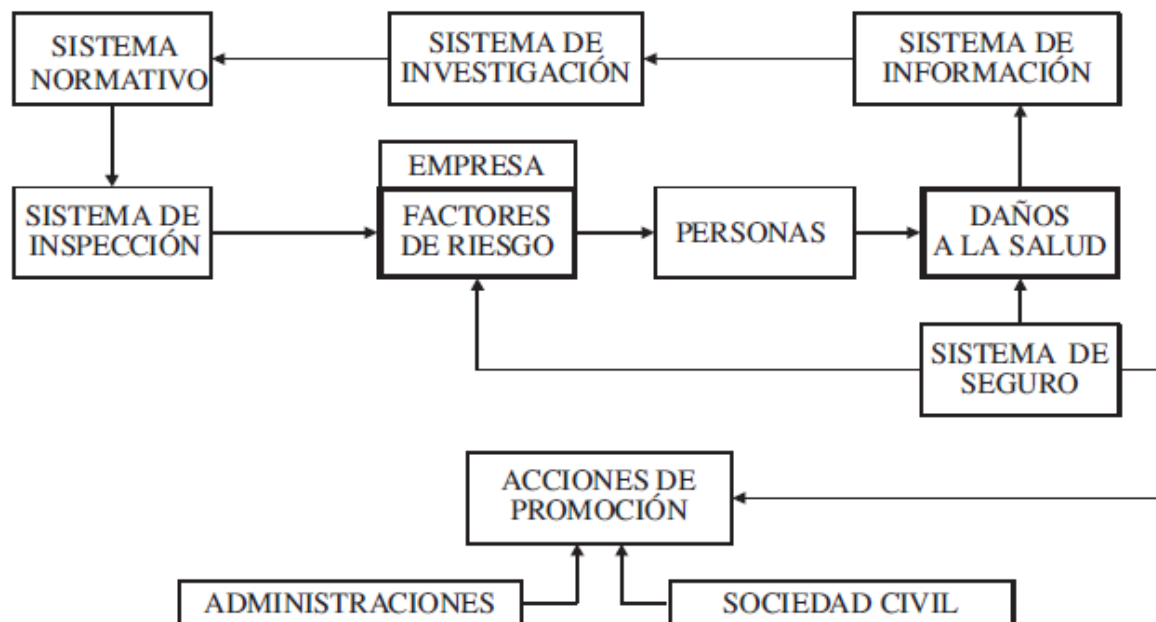 SISTEMA
NORMATIVO
SISTEMA DE
INVESTIGACIÓN
SISTEMA DE
INFORMACIÓN
EMPRESA
SISTEMA DE
INSPECCIÓN
FACTORES
DE RIESGO
PERSONAS
DAÑOS
A LA SALUD
SISTEMA DE
SEGURO
ACCIONES DE
PROMOCIÓN
ADMINISTRACIONES
SOCIEDAD CIVIL